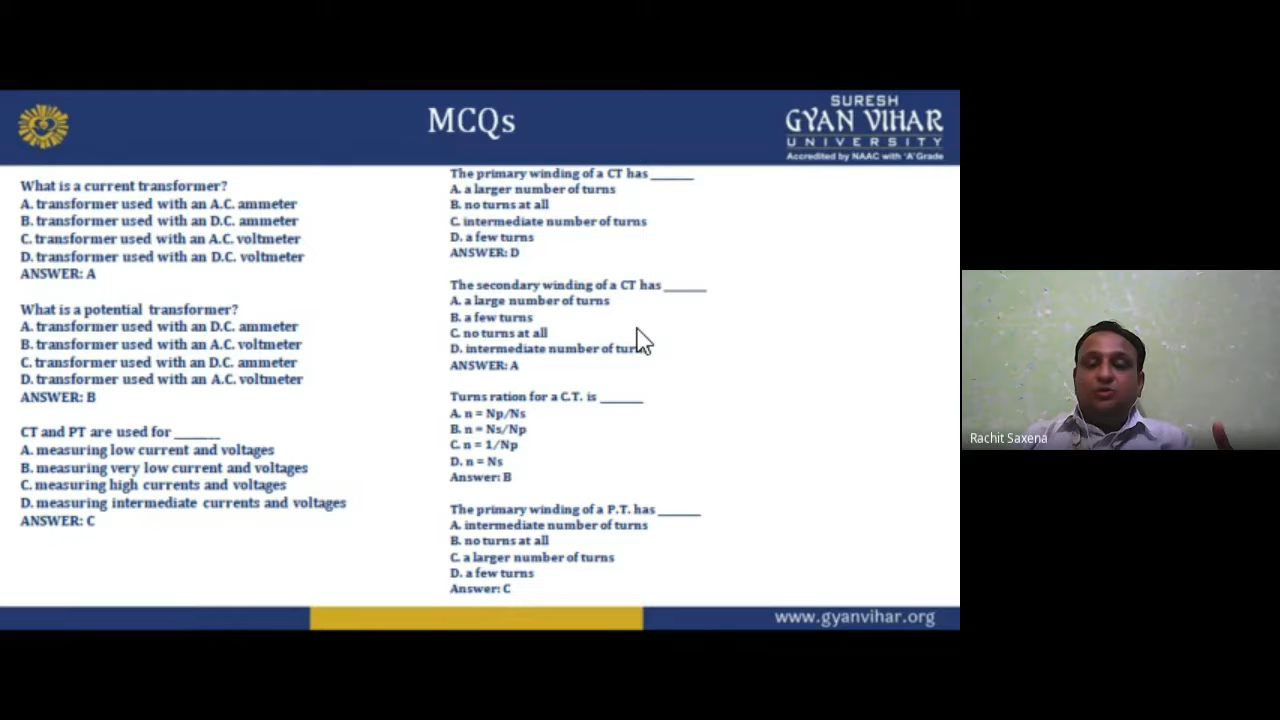 MCQs
SURESH
GYAN VIHAR
UNIVERSITY
Accredited by NAAC with 'A' Grade
What is a current transformer?
A. transformer used with an A.C. ammeter
B. transformer used with an D.C. ammeter
C. transformer used with an A.C. voltmeter
D. transformer used with an D.C. voltmeter
ANSWER: A
What is a potential transformer?
A. transformer used with an D.C. ammeter
B. transformer used with an A.C. voltmeter
C. transformer used with an D.C. ammeter
D. transformer used with an A.C. voltmeter
ANSWER: B
CT and PT are used for _______
A. measuring low current and voltages
B. measuring very low current and voltages
C. measuring high currents and voltages
D. measuring intermediate currents and voltages
ANSWER: C
The primary winding of a CT has ______
A. a larger number of turns
B. no turns at all
C. intermediate number of turns
D. a few turns
ANSWER: D
The secondary winding of a CT has ______
A. a large number of turns
B. a few turns
C. no turns at all
D. intermediate number of turns
ANSWER: A
Turns ration for a C.T. is ______
A. n = Np/Ns
B. n = Ns/Np
C. n = 1/Np
D. n = Ns
Answer: B
The primary winding of a P.T. has ______
A. intermediate number of turns
B. no turns at all
C. a larger number of turns
D. a few turns
Answer: C
www.gyanvihar.org
Rachit Saxena